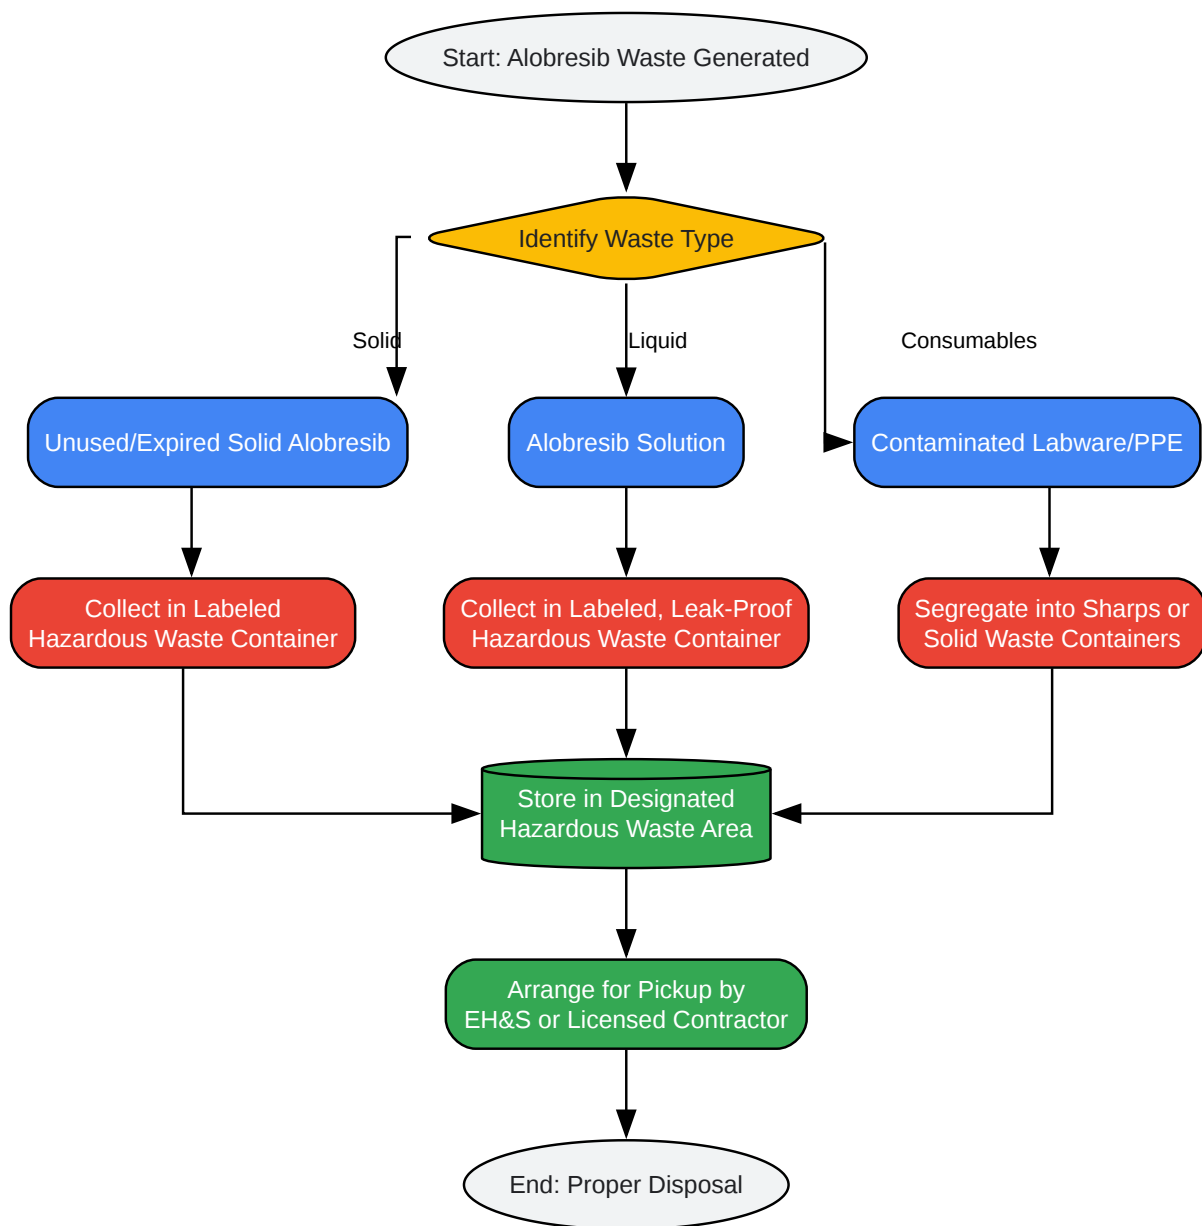 Start: Alobresib Waste Generated
Identify Waste Type
Solid
Liquid
Consumables
Unused/Expired Solid Alobresib
Alobresib Solution
Contaminated Labware/PPE
Collect in Labeled
Hazardous Waste Container
Collect in Labeled, Leak-Proof
Hazardous Waste Container
Segregate into Sharps or
Solid Waste Containers
Store in Designated
Hazardous Waste Area
Arrange for Pickup by
EH&S or Licensed Contractor
End: Proper Disposal